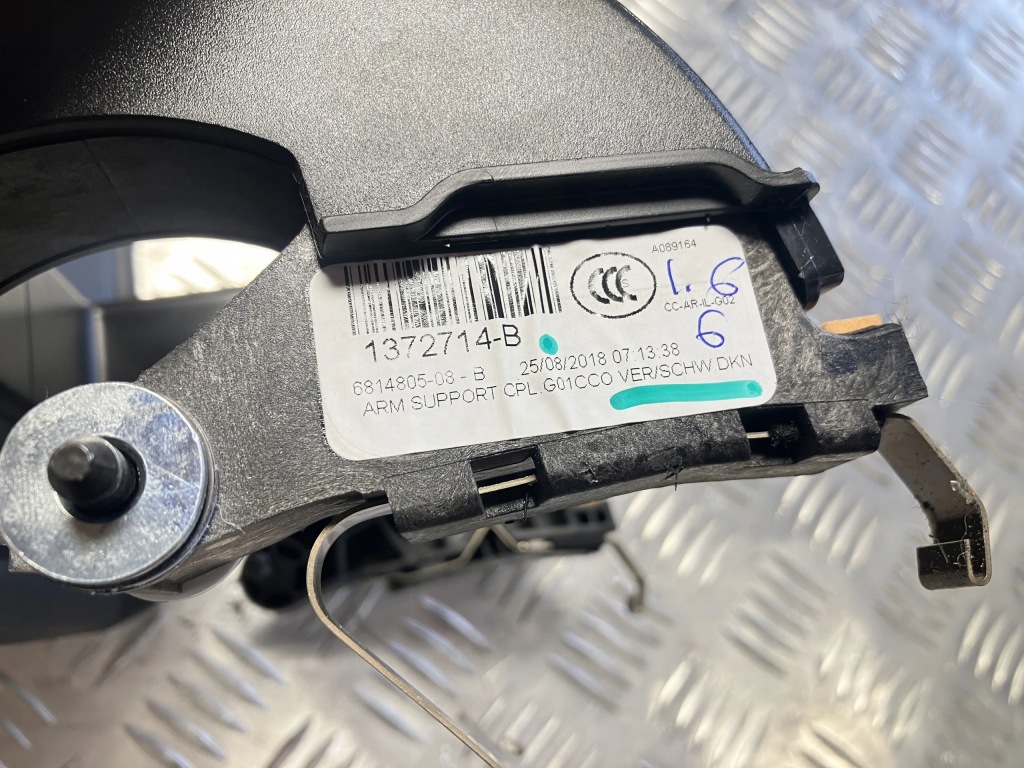 CCC
A089164
1.6
CC-AR-IL-G02
6
1372714-B
6814805-08 - B 25/08/2018 07:13:38
ARM SUPPORT CPL.G01CCO VER/SCHW DKN